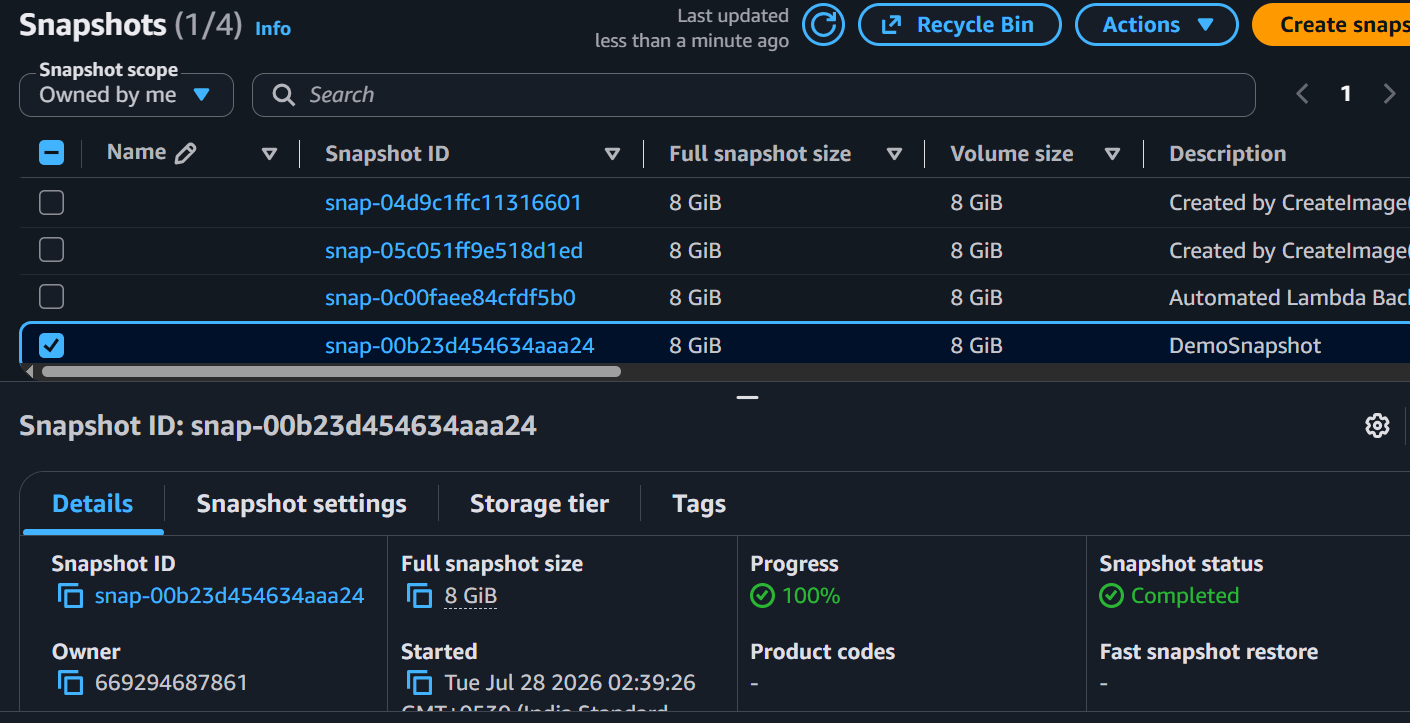 Snapshots (1/4) Info
Last updated
less than a minute ago
Recycle Bin
Actions
Create snaps
Snapshot scope
Owned by me
Search
1
Name Snapshot ID Full snapshot size Volume size Description
snap-04d9c1ffc11316601 8 GiB 8 GiB Created by CreateImage(
snap-05c051ff9e518d1ed 8 GiB 8 GiB Created by CreateImage(
snap-0c00faee84cfdf5b0 8 GiB 8 GiB Automated Lambda Bac
snap-00b23d454634aaa24 8 GiB 8 GiB DemoSnapshot
Snapshot ID: snap-00b23d454634aaa24
Details Snapshot settings Storage tier Tags
Snapshot ID Full snapshot size Progress Snapshot status
snap-00b23d454634aaa24 8 GiB 100% Completed
Owner Started Product codes Fast snapshot restore
669294687861 Tue Jul 28 2026 02:39:26 - -
GMT+0530 (India Standard